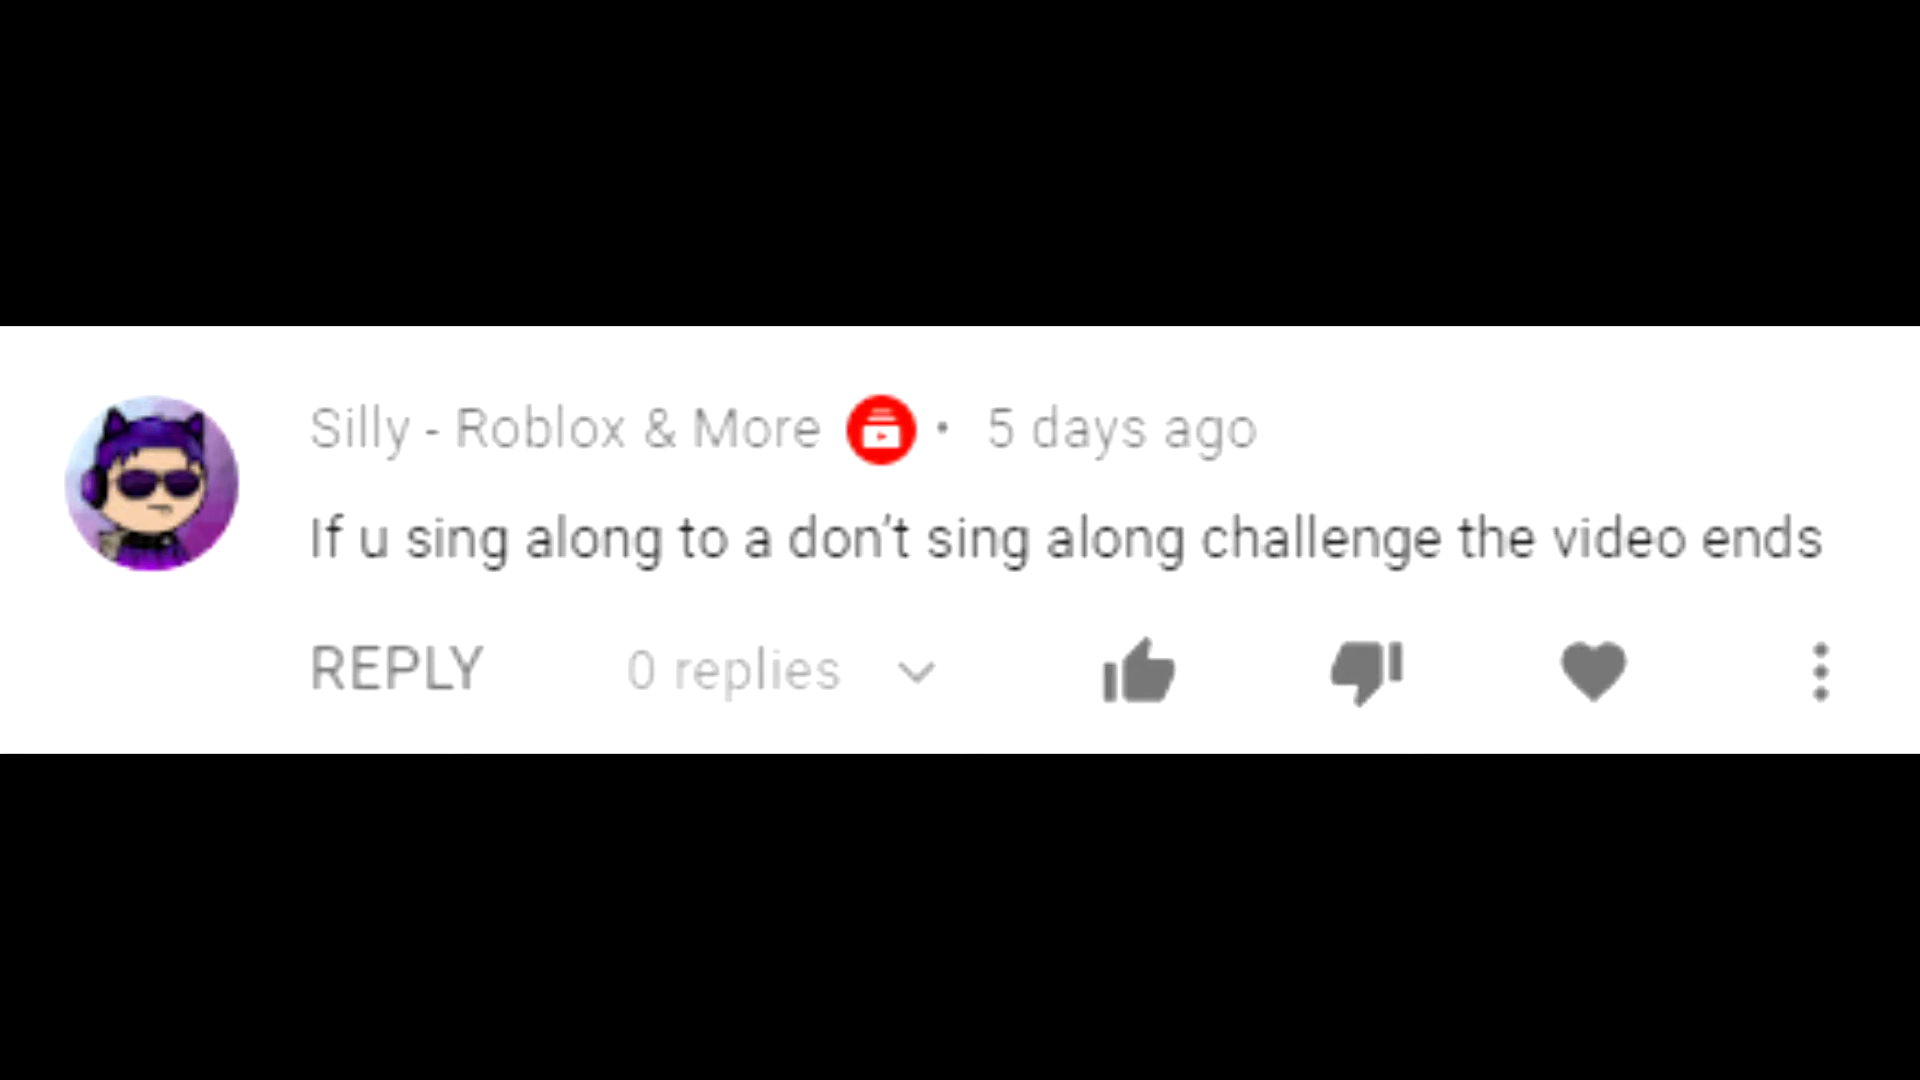 Silly - Roblox & More • 5 days ago
If u sing along to a don’t sing along challenge the video ends
REPLY 0 replies